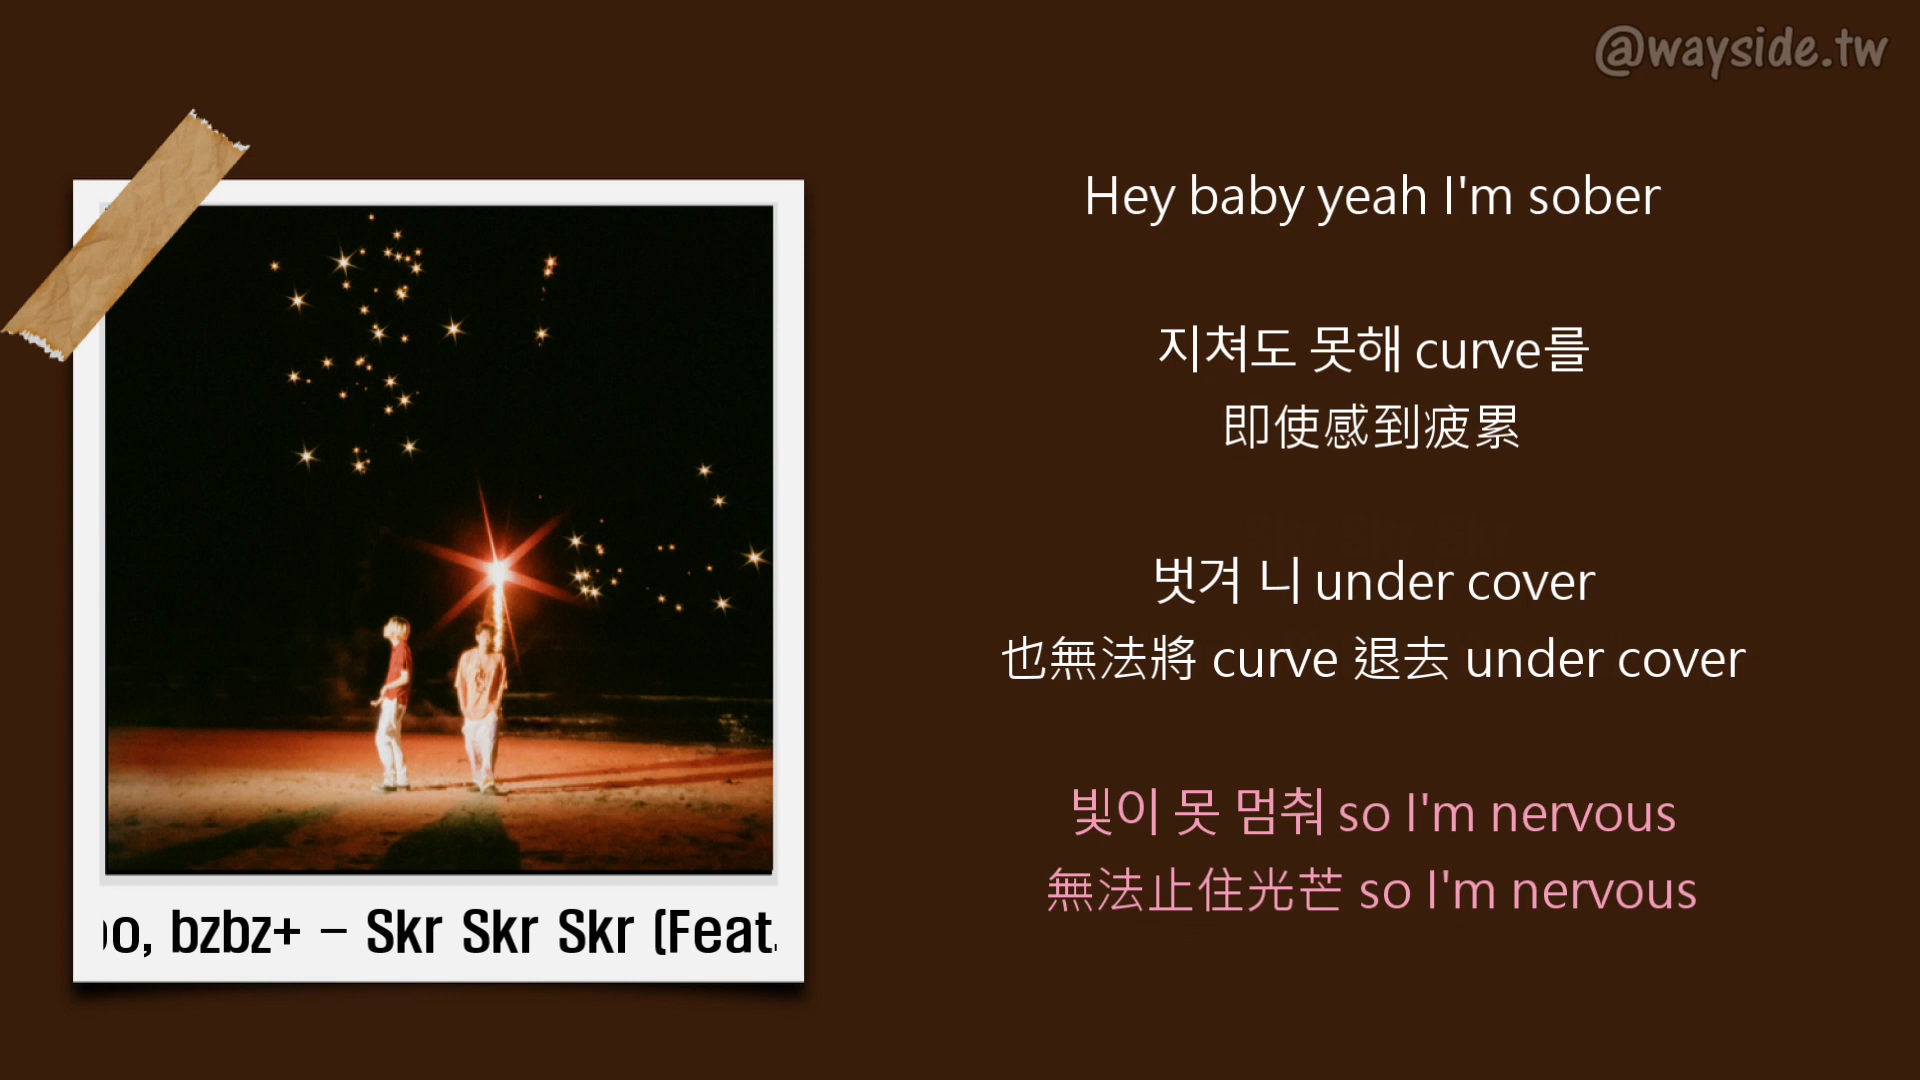 @wayside.tw
Hey baby yeah I'm sober
지쳐도 못해 curve를
即使感到疲累
벗겨 니 under cover
也無法將 curve 退去 under cover
빛이 못 멈춰 so I'm nervous
無法止住光芒 so I'm nervous
o, bzbz+ - Skr Skr Skr (Feat.